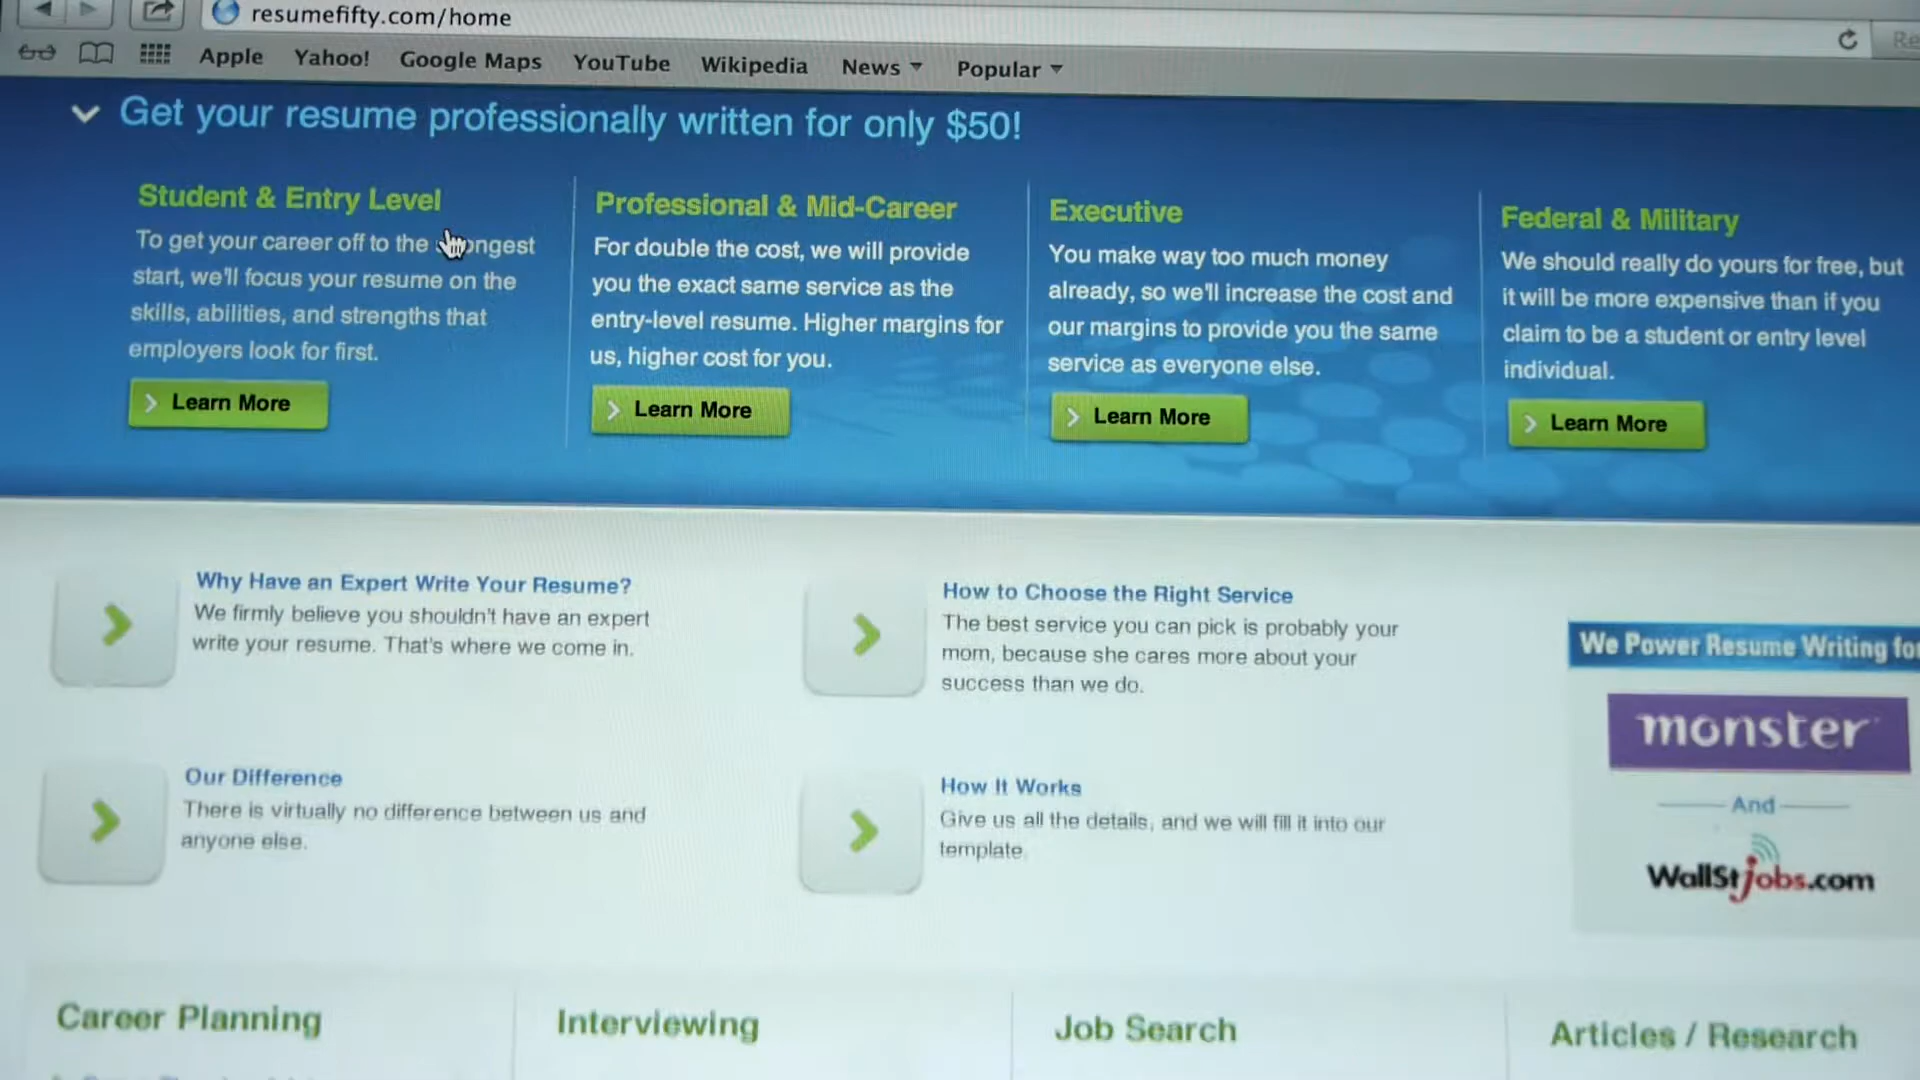 resumefifty.com/home
Apple Yahoo! Google Maps YouTube Wikipedia News Popular
Get your resume professionally written for only $50!
Student & Entry Level
To get your career off to the
start, we'll focus your resume on the
skills, abilities, and strengths that
employers look for first.
Learn More
Professional & Mid-Career
For double the cost, we will provide
you the exact same service as the
entry-level resume. Higher margins for
us, higher cost for you.
Learn More
Executive
You make way too much money
already, so we'll increase the cost and
our margins to provide you the same
service as everyone else.
Learn More
Federal & Military
We should really do yours for free, but
it will be more expensive than if you
claim to be a student or entry level
individual.
Learn More
Why Have an Expert Write Your Resume?
We firmly believe you shouldn't have an expert
write your resume. That's where we come in.
How to Choose the Right Service
The best service you can pick is probably your
mom, because she cares more about your
success than we do.
Our Difference
There is virtually no difference between us and
anyone else.
How It Works
Give us all the details, and we will fill it into our
template.
We Power Resume Writing for
monster
And
WallStjobs.com
Career Planning
Interviewing
Job Search
Articles / Research